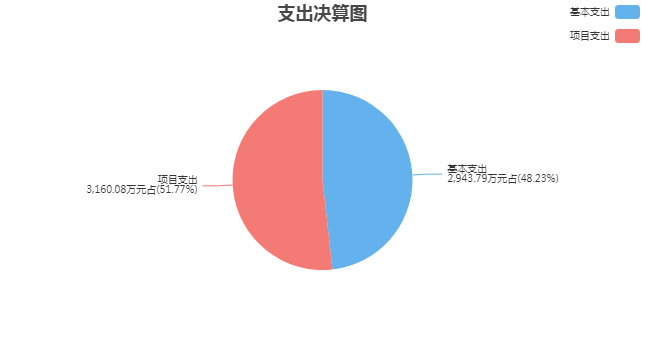 支出决算图
基本支出
项目支出
基本支出
2,943.79万元占(48.23%)
项目支出
3,160.08万元占(51.77%)